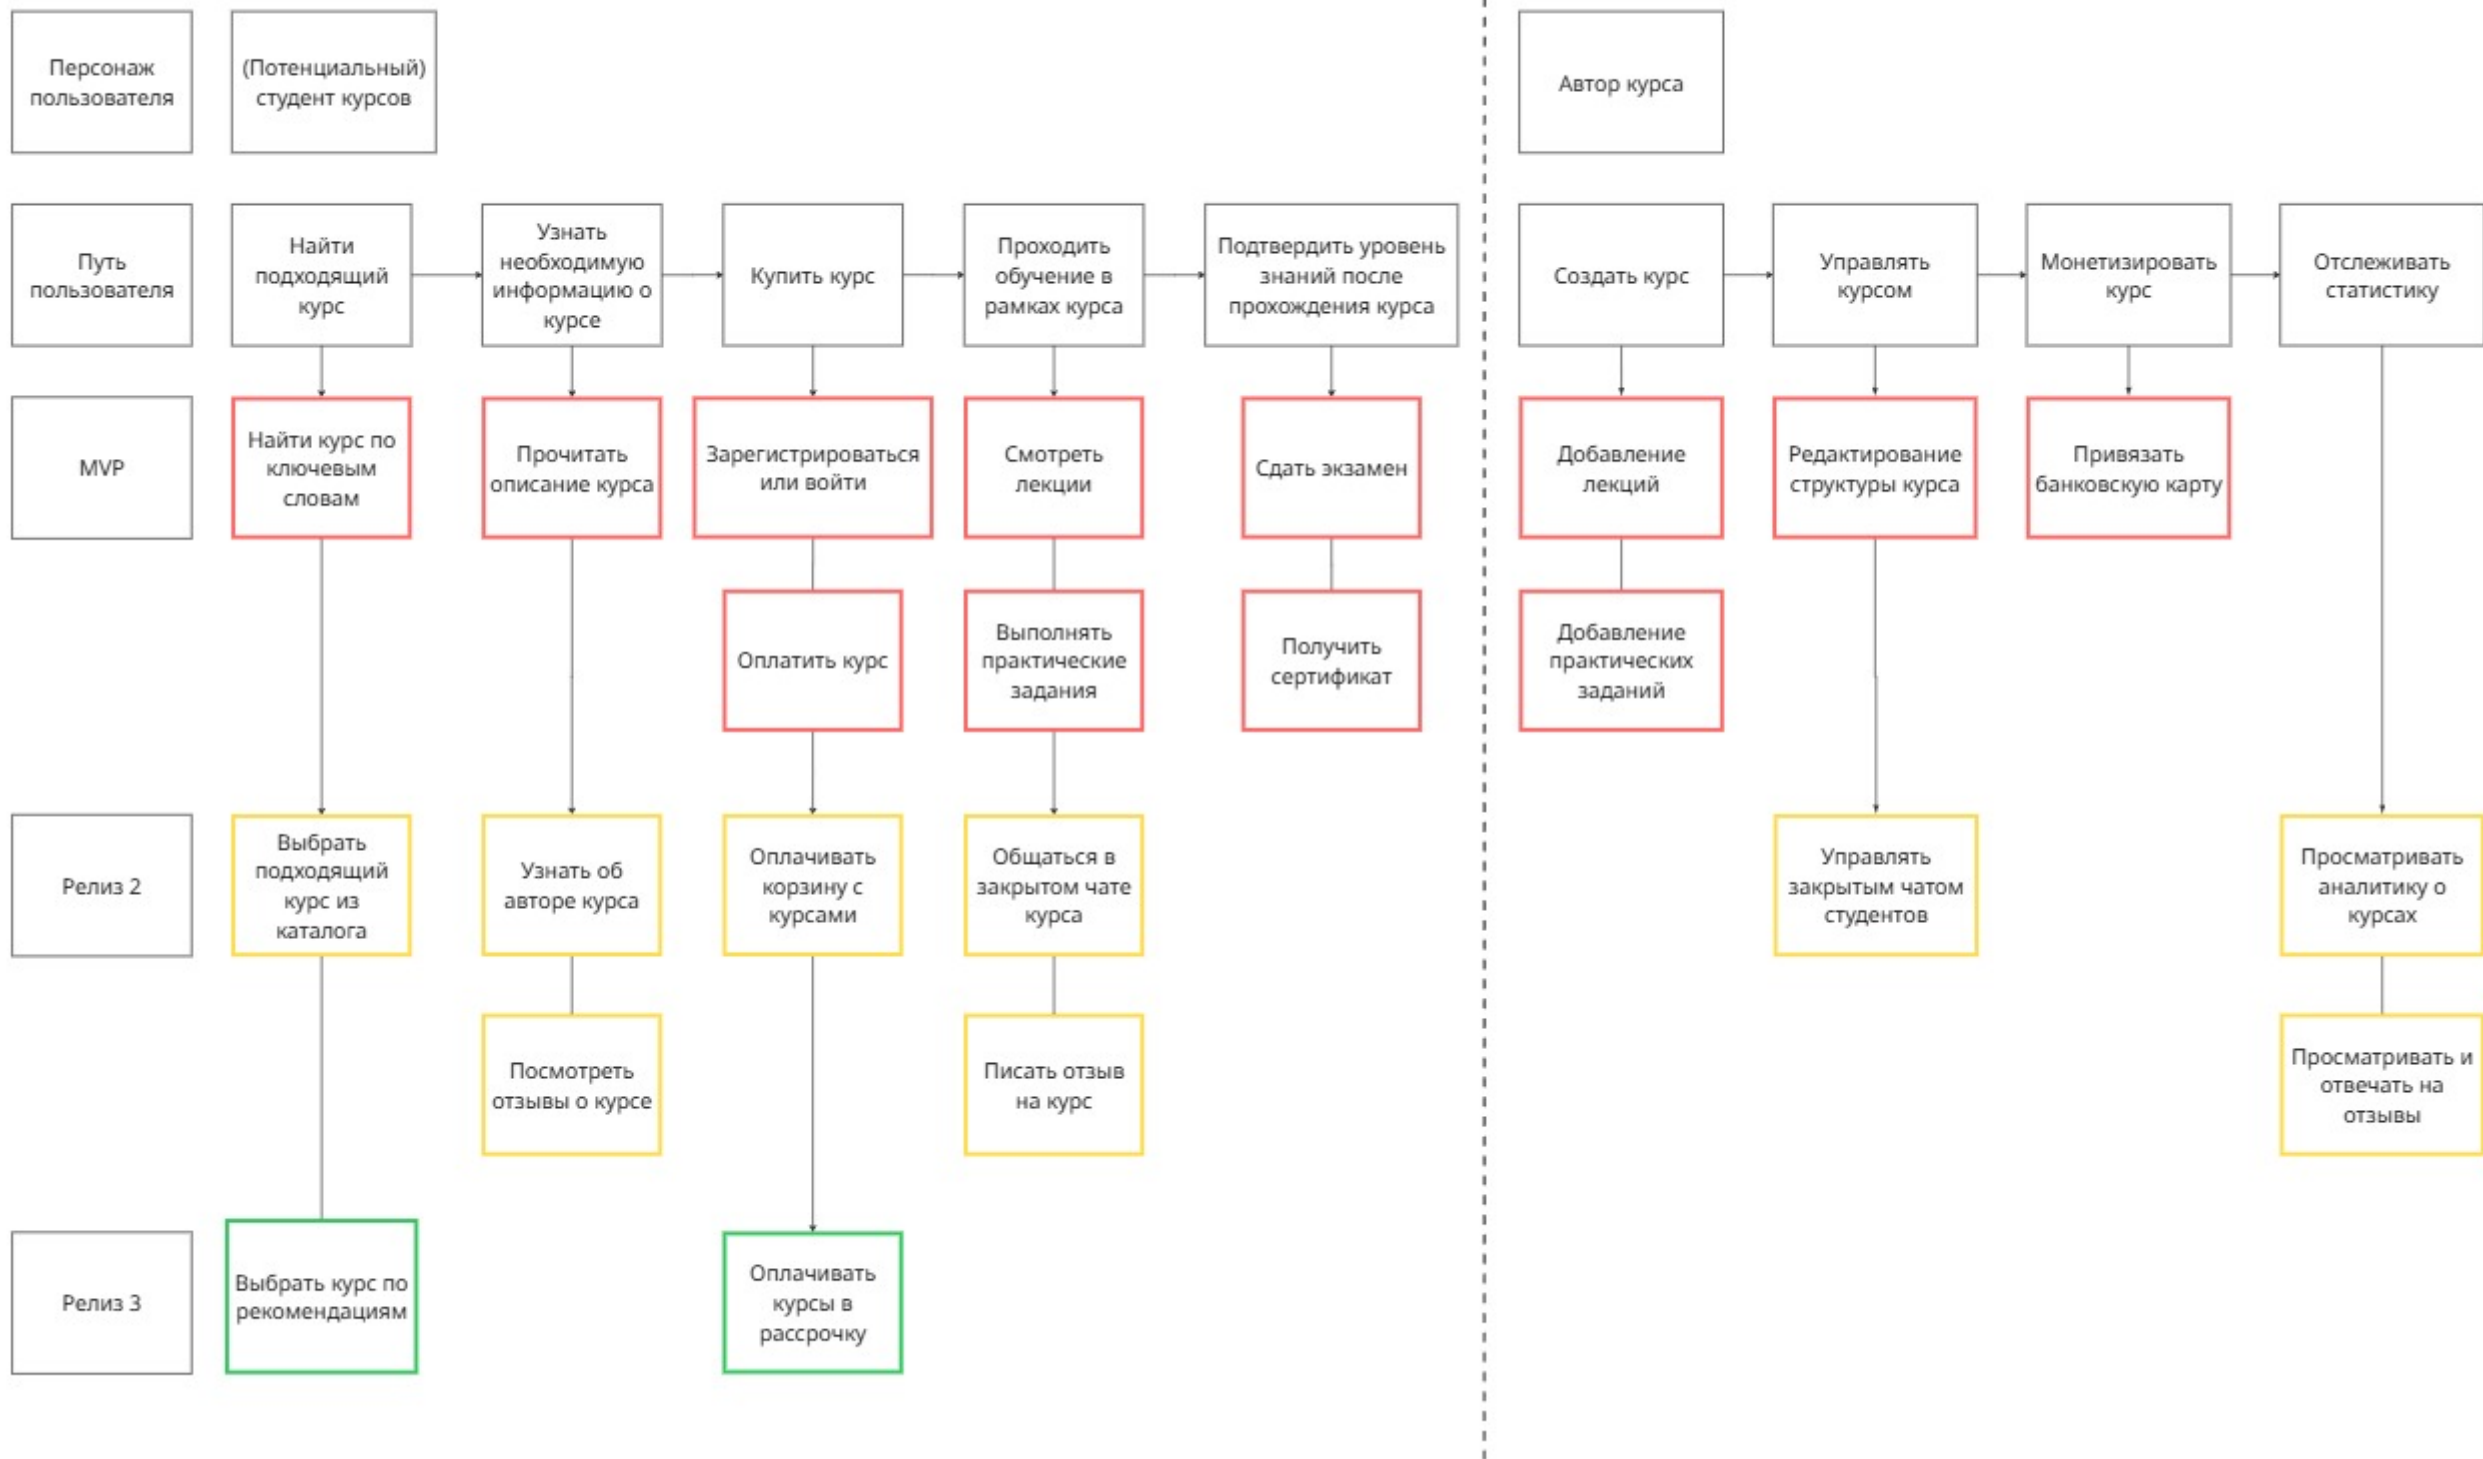 Персонаж
пользователя
(Потенциальный)
студент курсов
Автор курса
Путь
пользователя
Найти
подходящий
курс
Узнать
необходимую
информацию о
курсе
Купить курс
Проходить
обучение в
рамках курса
Подтвердить уровень
знаний после
прохождения курса
Создать курс
Управлять
курсом
Монетизировать
курс
Отслеживать
статистику
MVP
Найти курс по
ключевым
словам
Прочитать
описание курса
Зарегистрироваться
или войти
Смотреть
лекции
Сдать экзамен
Добавление
лекций
Редактирование
структуры курса
Привязать
банковскую карту
Оплатить курс
Выполнять
практические
задания
Получить
сертификат
Добавление
практических
заданий
Релиз 2
Выбрать
подходящий
курс из
каталога
Узнать об
авторе курса
Оплачивать
корзину с
курсами
Общаться в
закрытом чате
курса
Управлять
закрытым чатом
студентов
Просматривать
аналитику о
курсах
Посмотреть
отзывы о курсе
Писать отзыв
на курс
Просматривать и
отвечать на
отзывы
Релиз 3
Выбрать курс по
рекомендациям
Оплачивать
курсы в
рассрочку